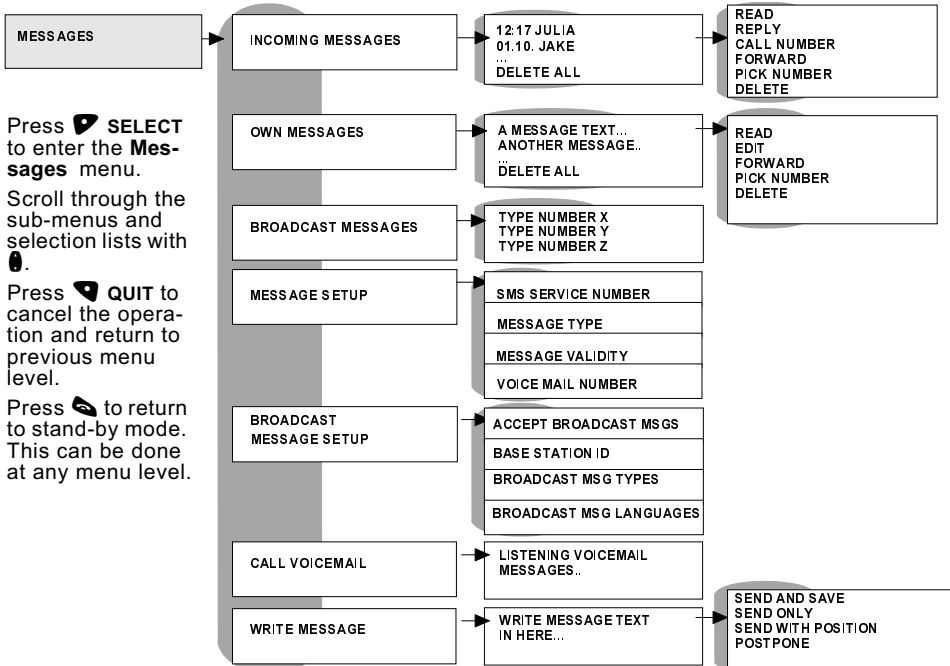 MESSAGES
Press SELECT
to enter the Mes-
sages menu.
Scroll through the
sub-menus and
selection lists with
.
Press QUIT to
cancel the opera-
tion and return to
previous menu
level.
Press to return
to stand-by mode.
This can be done
at any menu level.
INCOMING MESSAGES
12:17 JULIA
01.10. JAKE
...
DELETE ALL
READ
REPLY
CALL NUMBER
FORWARD
PICK NUMBER
DELETE
OWN MESSAGES
A MESSAGE TEXT...
ANOTHER MESSAGE..
...
DELETE ALL
READ
EDIT
FORWARD
PICK NUMBER
DELETE
BROADCAST MESSAGES
TYPE NUMBER X
TYPE NUMBER Y
TYPE NUMBER Z
MESSAGE SETUP
SMS SERVICE NUMBER
MESSAGE TYPE
MESSAGE VALIDITY
VOICE MAIL NUMBER
BROADCAST
MESSAGE SETUP
ACCEPT BROADCAST MSGS
BASE STATION ID
BROADCAST MSG TYPES
BROADCAST MSG LANGUAGES
CALL VOICEMAIL
LISTENING VOICEMAIL
MESSAGES..
WRITE MESSAGE
WRITE MESSAGE TEXT
IN HERE...
SEND AND SAVE
SEND ONLY
SEND WITH POSITION
POSTPONE